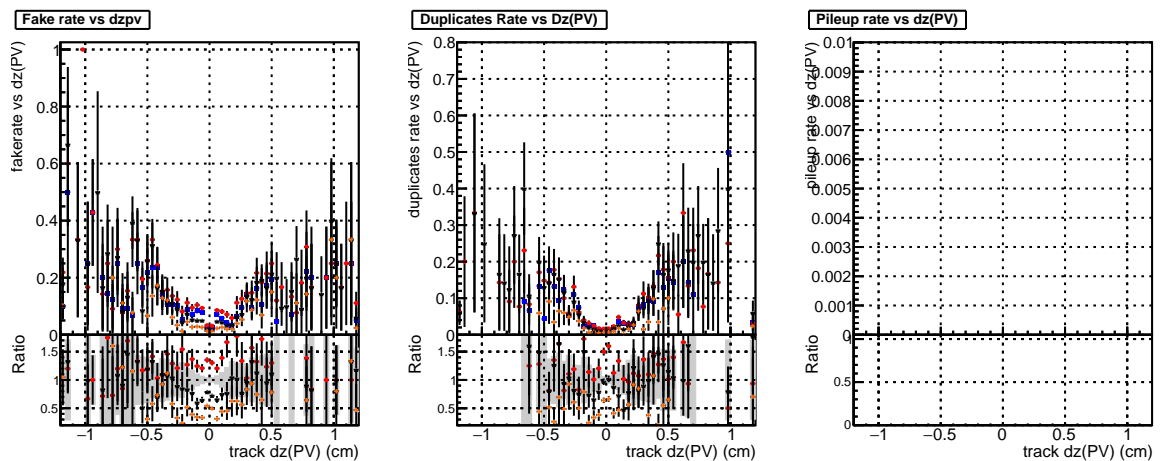 Fake rate vs dzpv
fakerate vs dz(PV)
1
0.8
0.6
0.4
0.2
0
Ratio
1.5
1
0.5
−1 −0.5 0 0.5 1
track dz(PV) (cm)
Duplicates Rate vs Dz(PV)
duplicates rate vs dz(PV)
0.8
0.7
0.6
0.5
0.4
0.3
0.2
0.1
0
Ratio
1.5
1
0.5
−1 −0.5 0 0.5 1
track dz(PV) (cm)
Pileup rate vs dz(PV)
pileup rate vs dz(PV)
0.01
0.009
0.008
0.007
0.006
0.005
0.004
0.003
0.002
0.001
0
Ratio
1
0.5
0
−1 −0.5 0 0.5 1
track dz(PV) (cm)